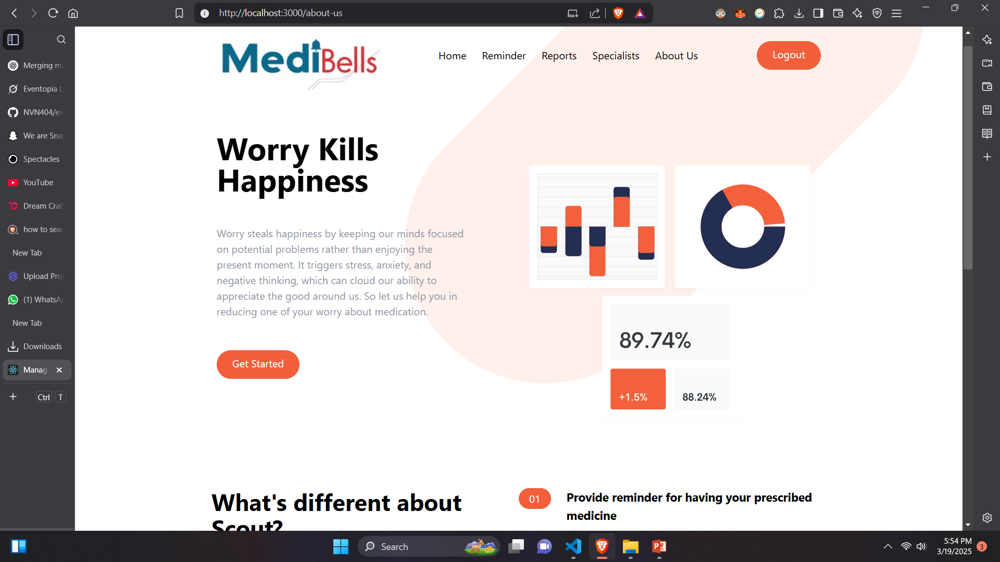 http://localhost:3000/about-us
Merging ma
Eventopia L
NVN404/ev
We are Snap
Spectacles
YouTube
Dream Craf
how to sear
New Tab
Upload Proj
(1) WhatsAp
New Tab
Downloads
Manag
Ctrl T
MediBells
Home Reminder Reports Specialists About Us
Logout
Worry Kills
Happiness
Worry steals happiness by keeping our minds focused
on potential problems rather than enjoying the
present moment. It triggers stress, anxiety, and
negative thinking, which can cloud our ability to
appreciate the good around us. So let us help you in
reducing one of your worry about medication.
Get Started
89.74%
+1.5%
88.24%
What's different about
Scout?
01
Provide reminder for having your prescribed
medicine
Search
5:54 PM
3/19/2025
3